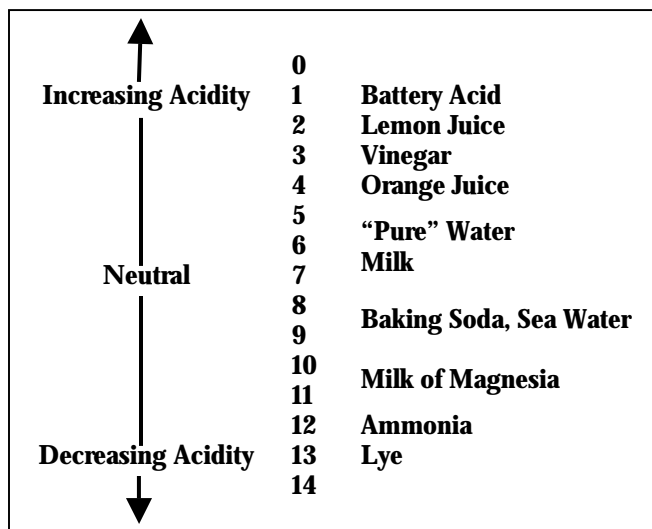 0
Increasing Acidity 1 Battery Acid
2 Lemon Juice
3 Vinegar
4 Orange Juice
5
“Pure” Water
6
Milk
Neutral 7
8
Baking Soda, Sea Water
9
10
Milk of Magnesia
11
12 Ammonia
Decreasing Acidity 13 Lye
14